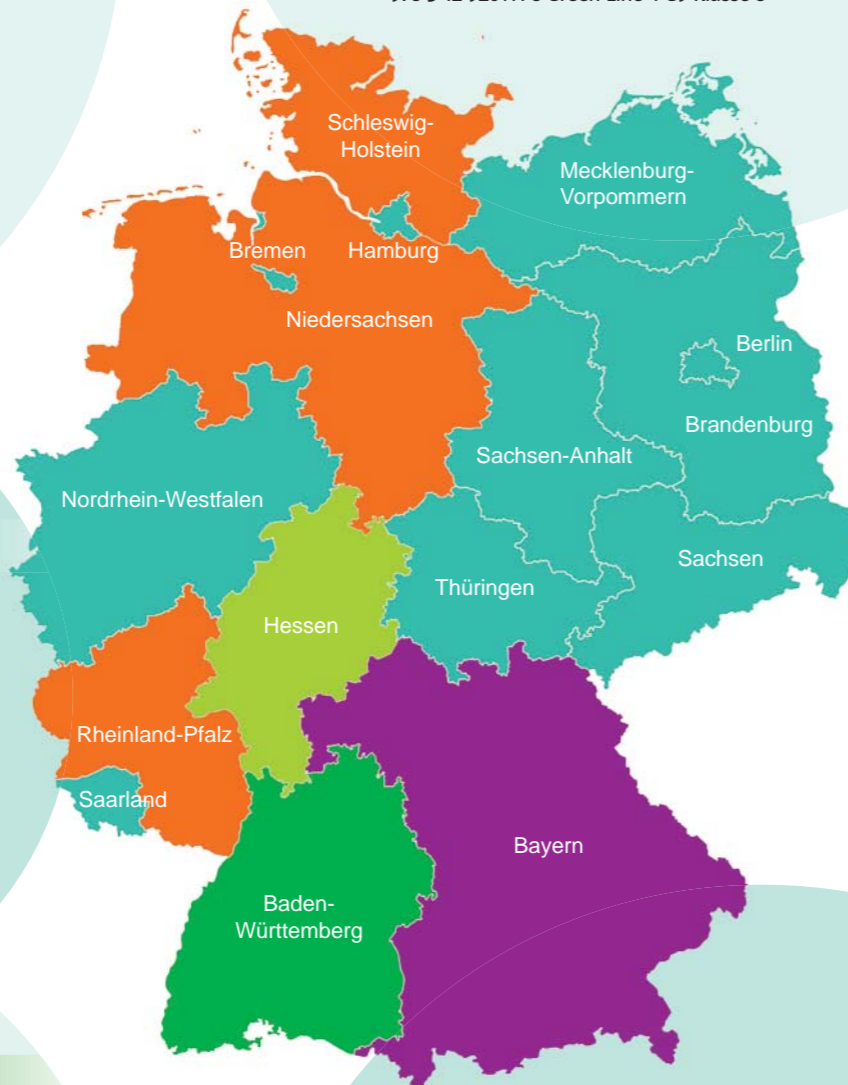 Schleswig-
Holstein
Mecklenburg-
Vorpommern
Bremen
Hamburg
Niedersachsen
Berlin
Brandenburg
Sachsen-Anhalt
Nordrhein-Westfalen
Sachsen
Thüringen
Hessen
Rheinland-Pfalz
Saarland
Bayern
Baden-
Württemberg